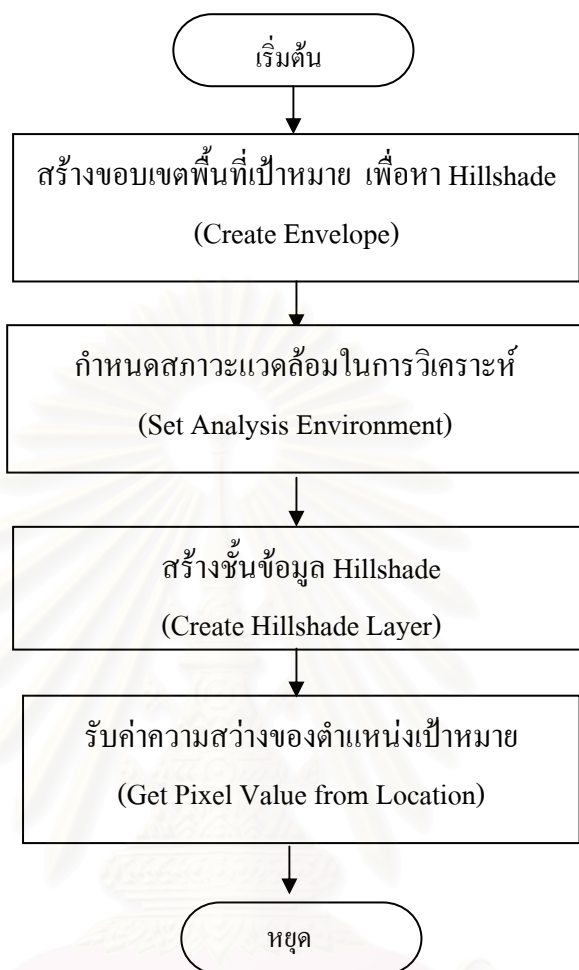 เริ่มต้น
สร้างขอบเขตพื้นที่เป้าหมาย เพื่อหา Hillshade
(Create Envelope)
กำหนดสภาวะแวดล้อมในการวิเคราะห์
(Set Analysis Environment)
สร้างชั้นข้อมูล Hillshade
(Create Hillshade Layer)
รับค่าความสว่างของตำแหน่งเป้าหมาย
(Get Pixel Value from Location)
หยุด